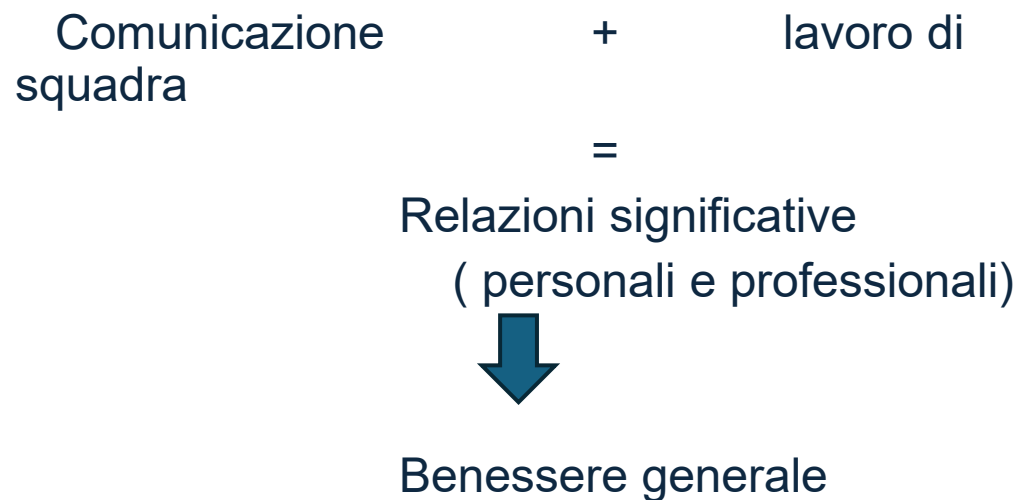 Comunicazione + lavoro di
squadra
=
Relazioni significative
( personali e professionali)
Benessere generale